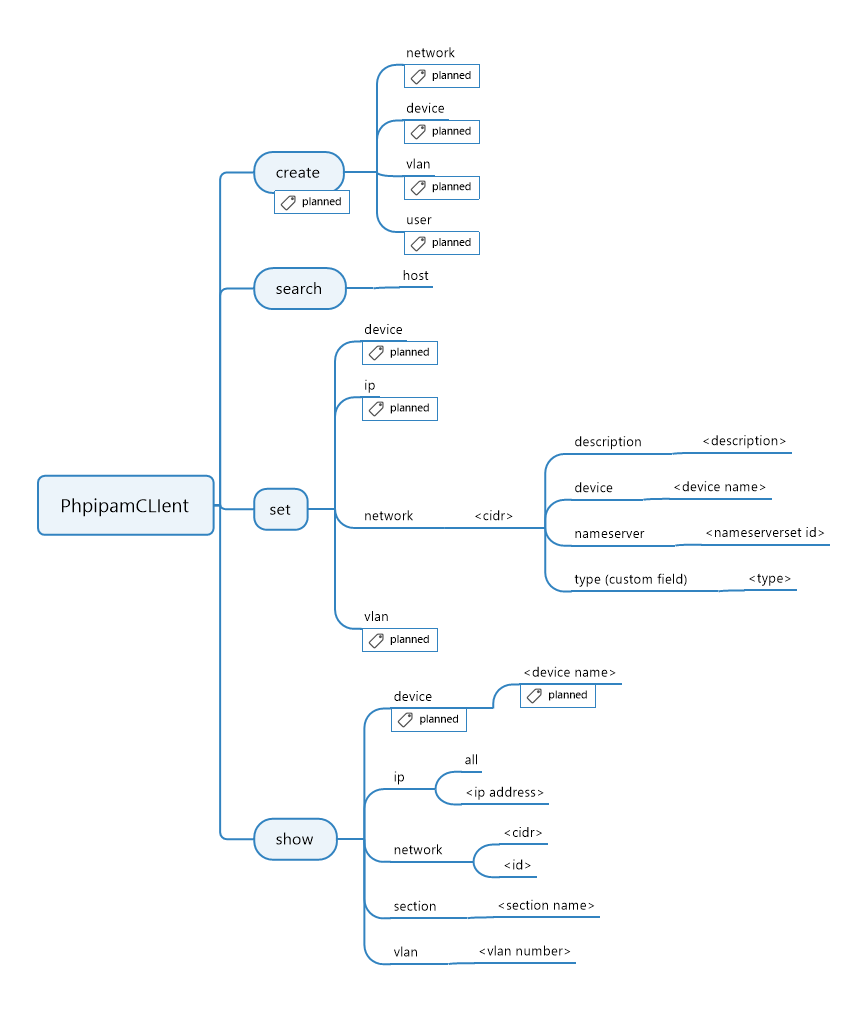 PhpipamCLIent
create
planned
network
planned
device
planned
vlan
planned
user
planned
search
host
set
device
planned
ip
planned
network
<cidr>
description
<description>
device
<device name>
nameserver
<nameserverset id>
type (custom field)
<type>
vlan
planned
show
device
planned
<device name>
planned
ip
all
<ip address>
network
<cidr>
<id>
section
<section name>
vlan
<vlan number>